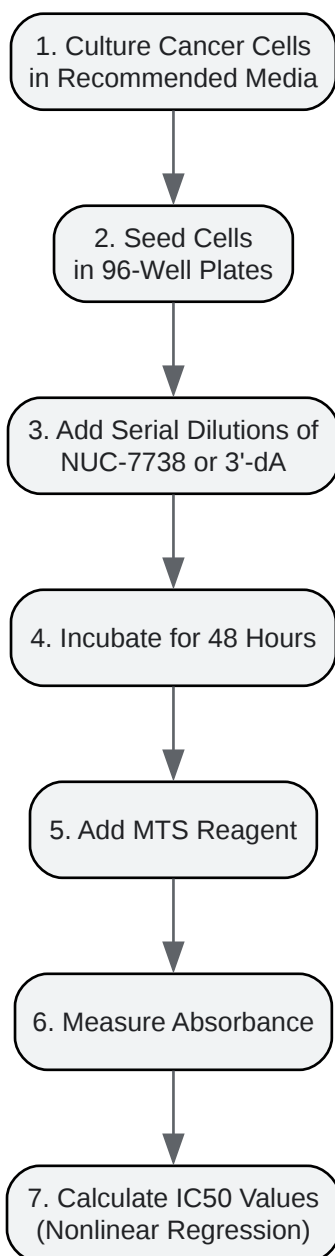 1. Culture Cancer Cells
in Recommended Media
2. Seed Cells
in 96-Well Plates
3. Add Serial Dilutions of
NUC-7738 or 3'-dA
4. Incubate for 48 Hours
5. Add MTS Reagent
6. Measure Absorbance
7. Calculate IC50 Values
(Nonlinear Regression)